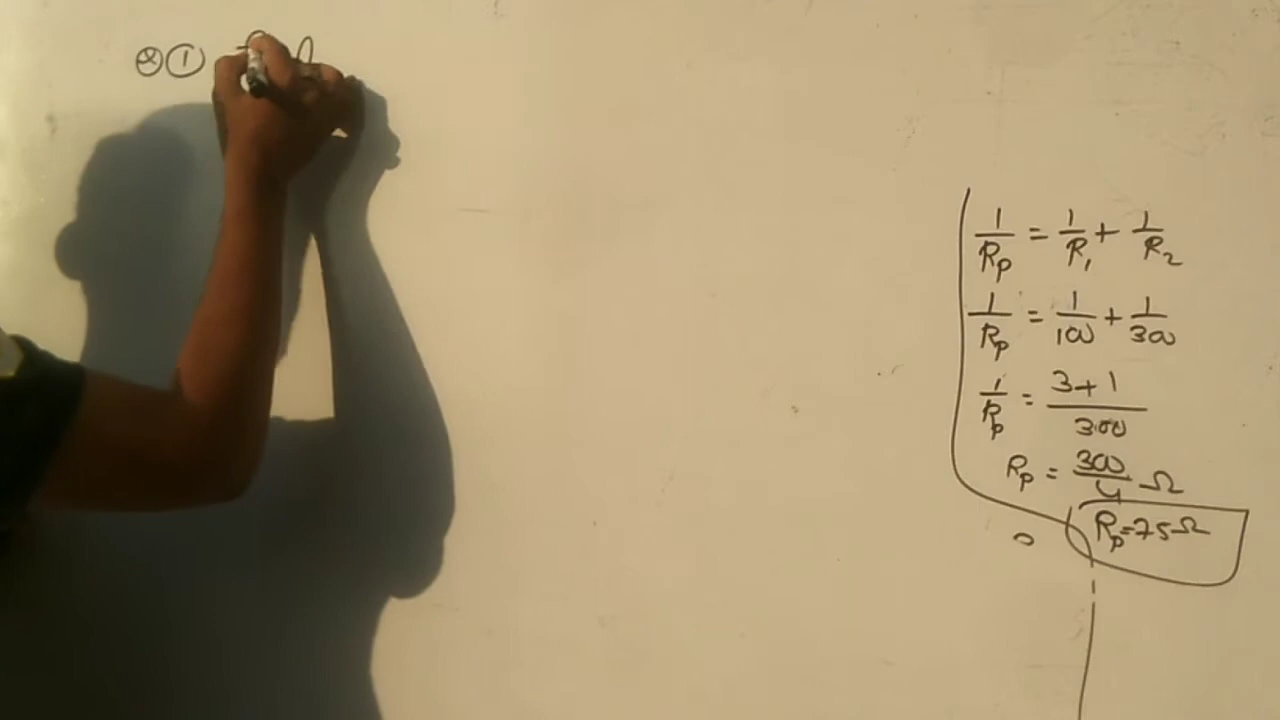 ⊗ ①
1/Rp = 1/R₁ + 1/R₂
1/Rp = 1/100 + 1/300
1/Rp = (3+1)/300
Rp = 300/4 Ω
Rp=75Ω